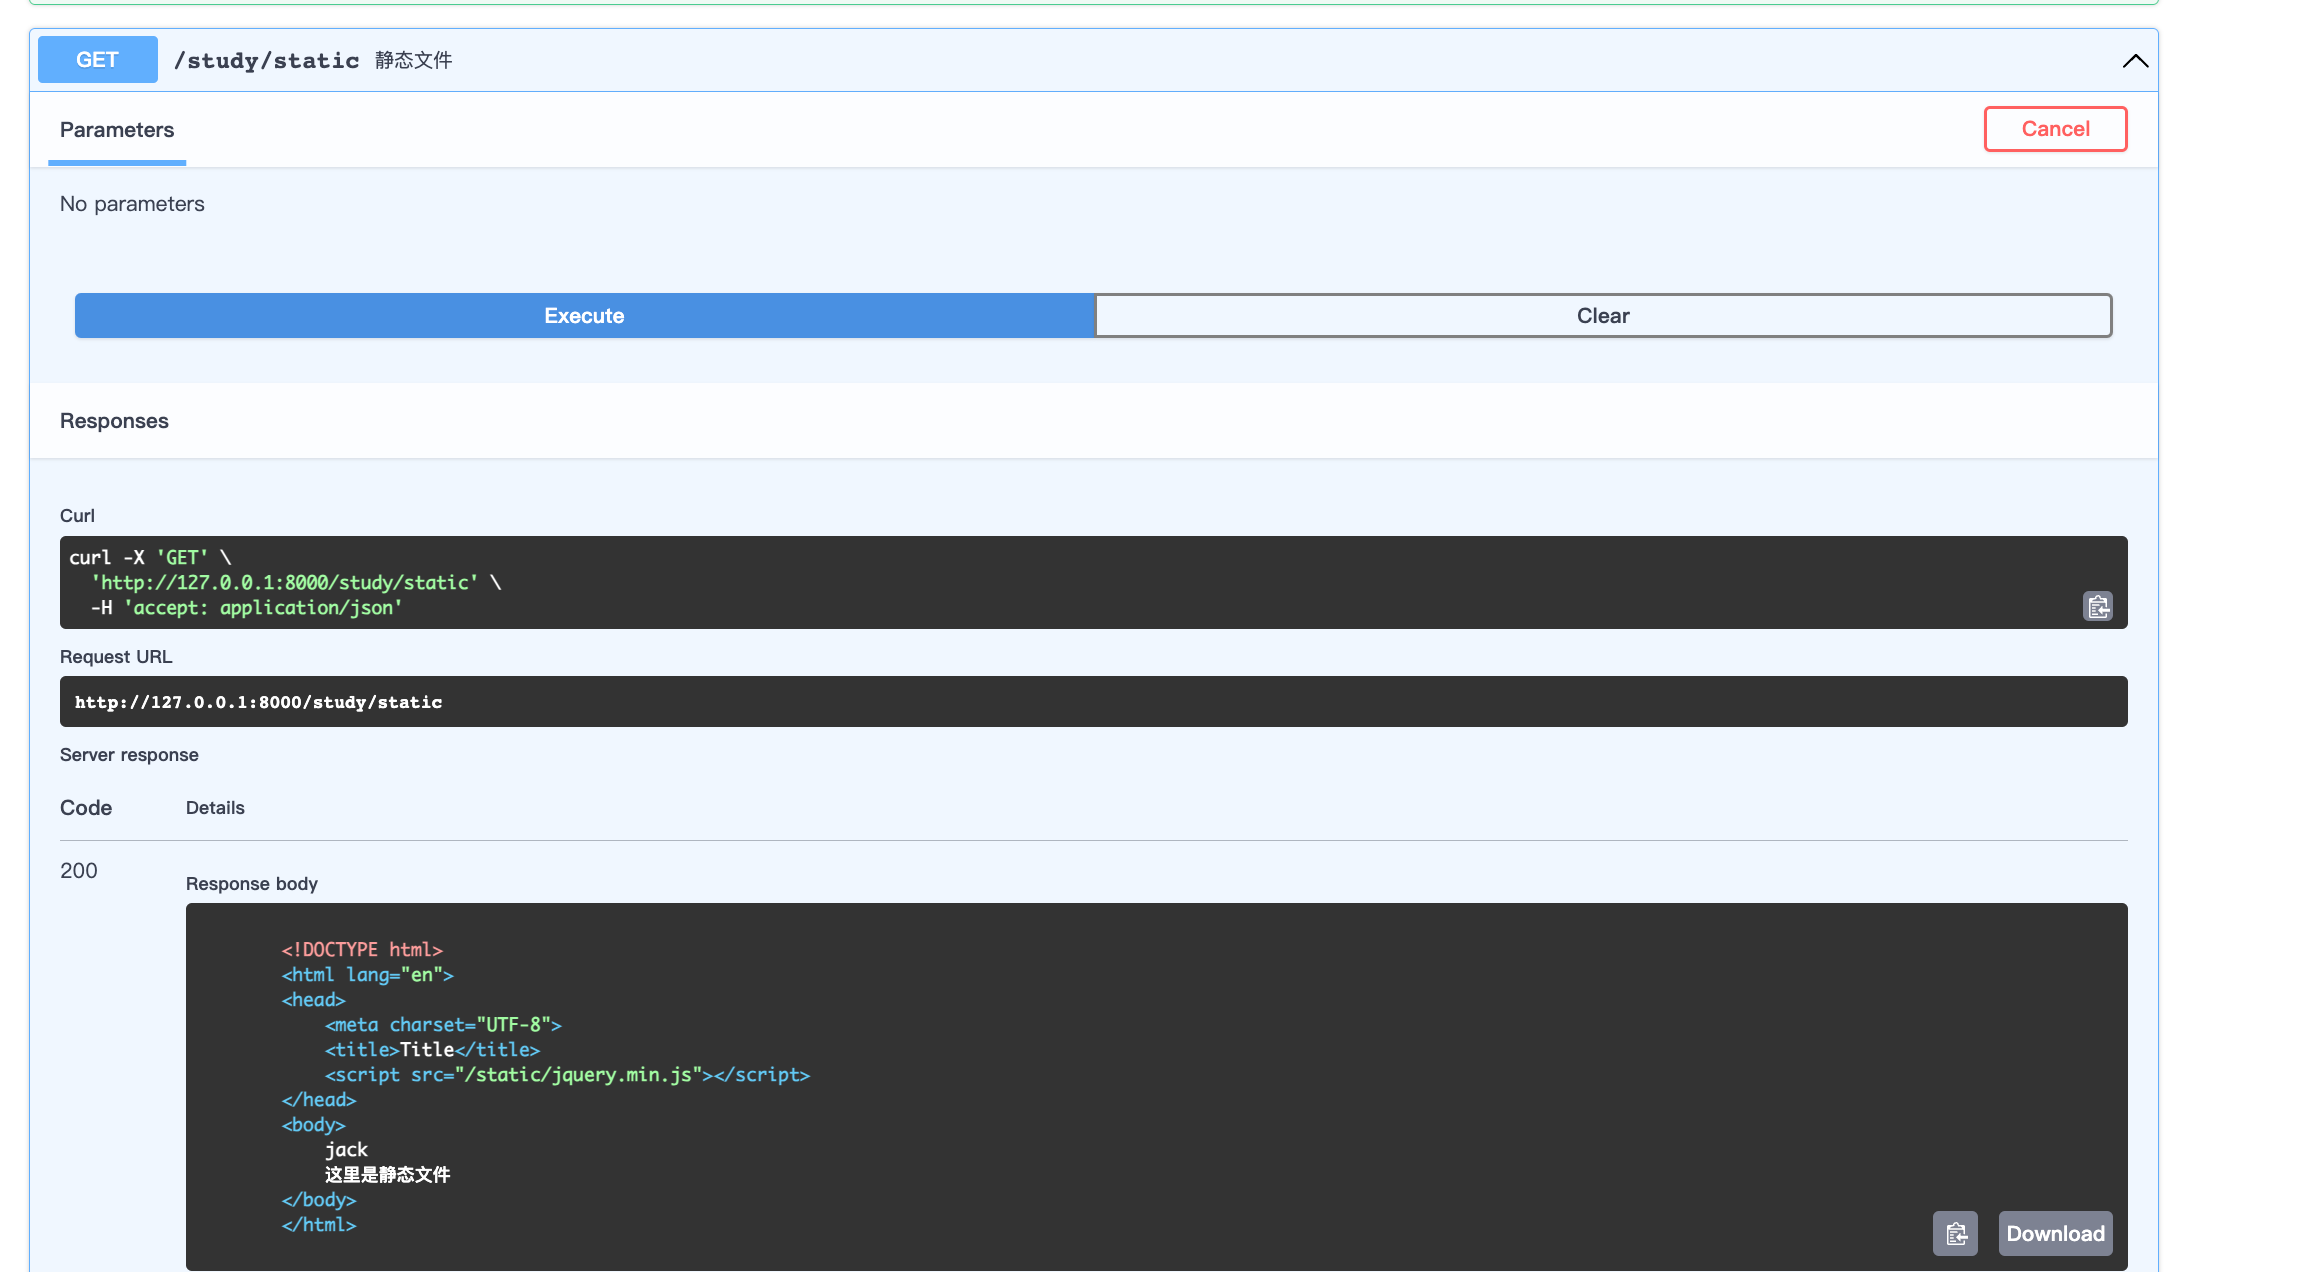 GET /study/static 静态文件
Parameters
Cancel
No parameters
Execute
Clear
Responses
Curl
curl -X 'GET' \
'http://127.0.0.1:8000/study/static' \
-H 'accept: application/json'
Request URL
http://127.0.0.1:8000/study/static
Server response
Code Details
200
Response body
<!DOCTYPE html>
<html lang="en">
<head>
<meta charset="UTF-8">
<title>Title</title>
<script src="/static/jquery.min.js"></script>
</head>
<body>
jack
这里是静态文件
</body>
</html>
Download